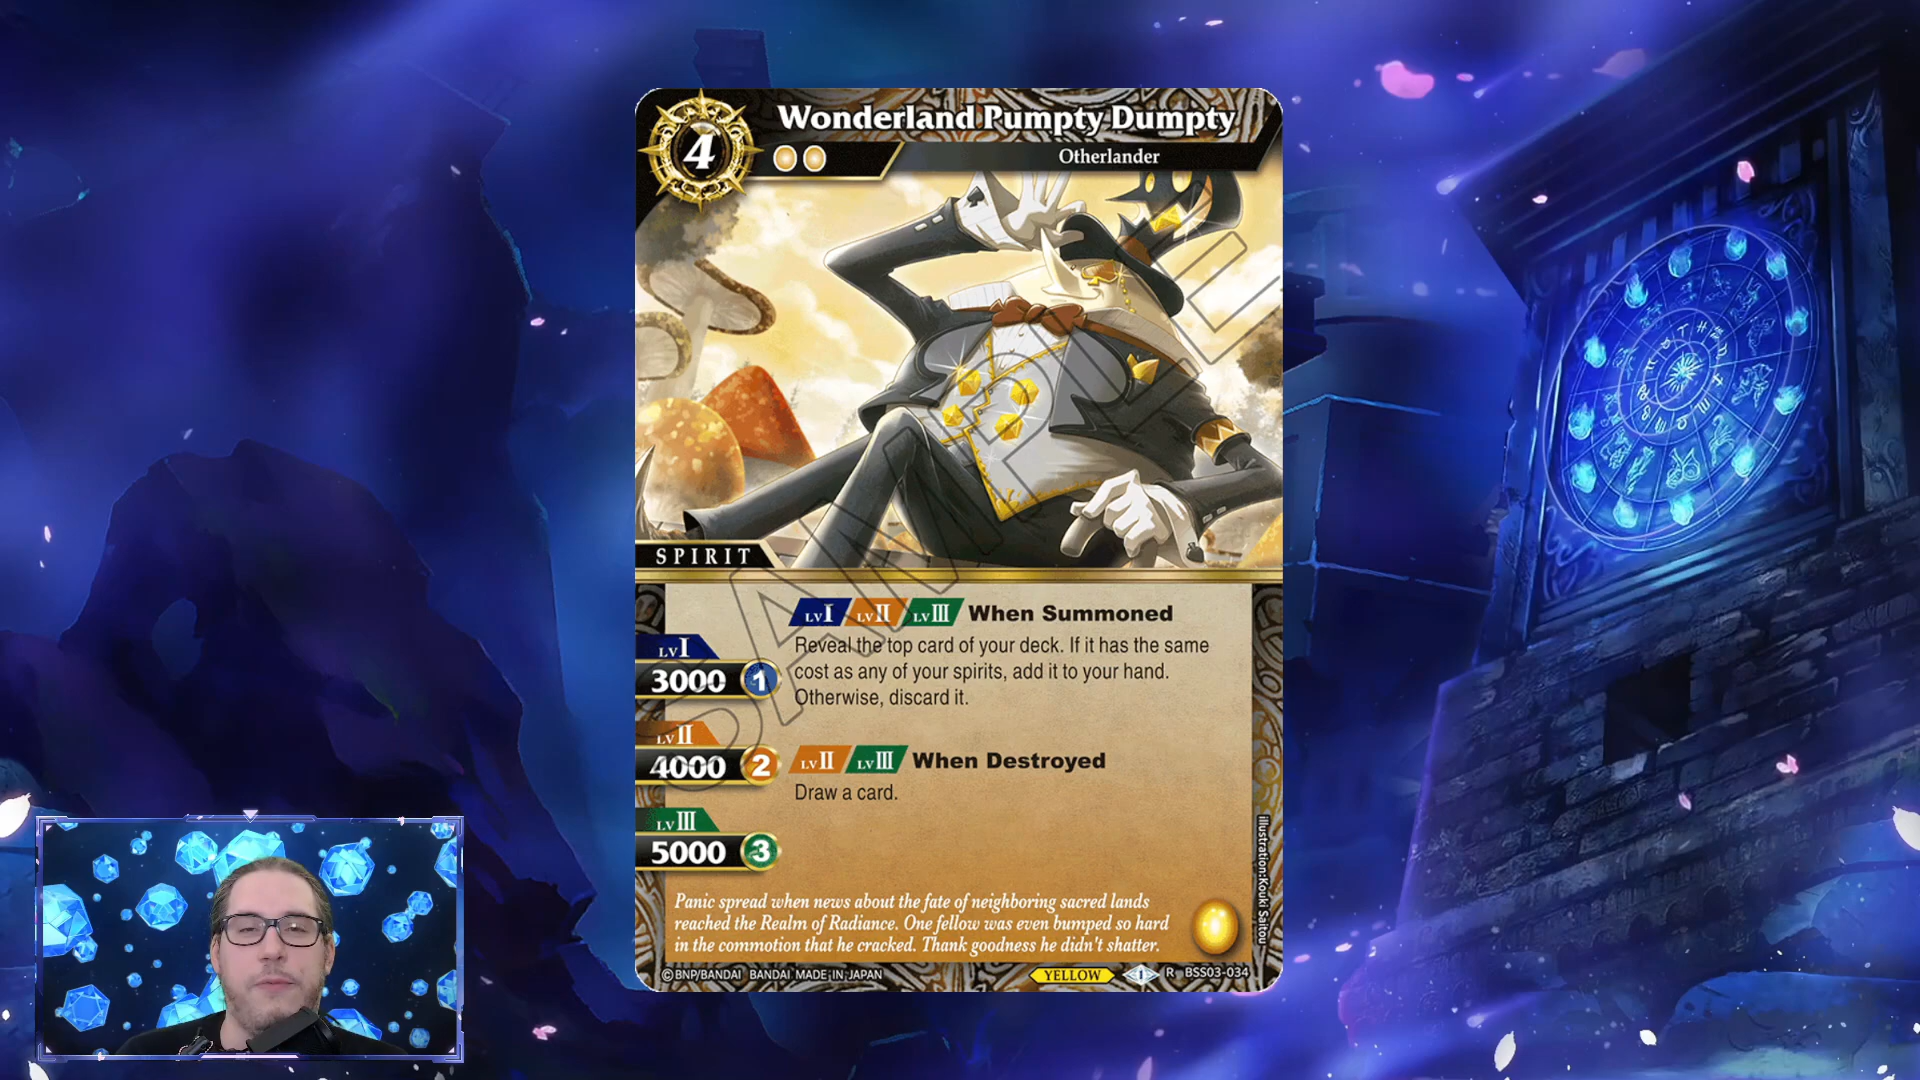 4
Wonderland Pumpty Dumpty
Otherlander
SAMPLE
SPIRIT
LV I LV II LV III When Summoned
Reveal the top card of your deck. If it has the same
cost as any of your spirits, add it to your hand.
Otherwise, discard it.
LV I
3000 1
LV II
4000 2
LV II LV III When Destroyed
Draw a card.
LV III
5000 3
Panic spread when news about the fate of neighboring sacred lands
reached the Realm of Radiance. One fellow was even bumped so hard
in the commotion that he cracked. Thank goodness he didn't shatter.
illustration:Kouki Saitou
©BNP/BANDAI BANDAI MADE IN JAPAN
YELLOW 1 R BSS03-034